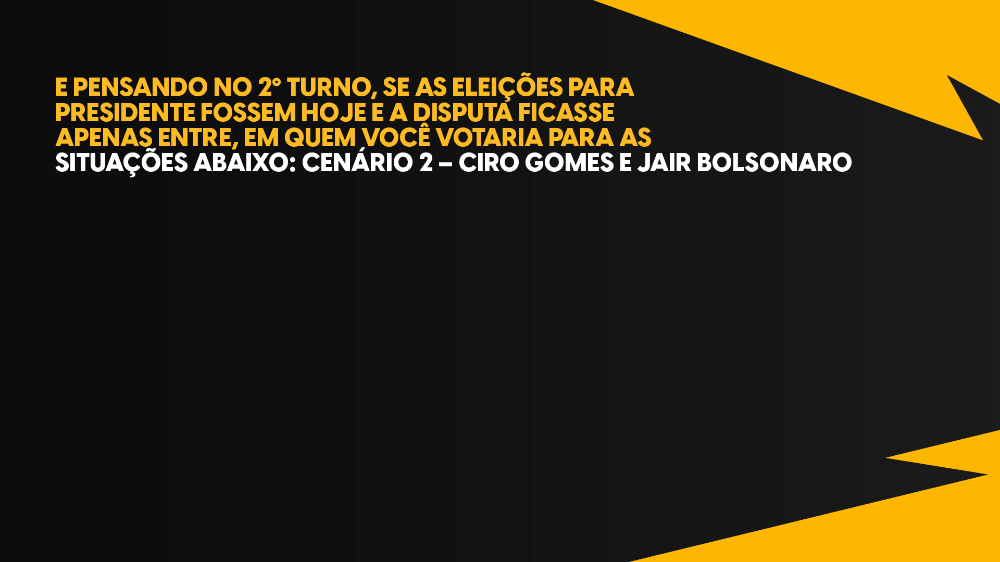 E PENSANDO NO 2º TURNO, SE AS ELEIÇÕES PARA
PRESIDENTE FOSSEM HOJE E A DISPUTA FICASSE
APENAS ENTRE, EM QUEM VOCÊ VOTARIA PARA AS
SITUAÇÕES ABAIXO: CENÁRIO 2 – CIRO GOMES E JAIR BOLSONARO